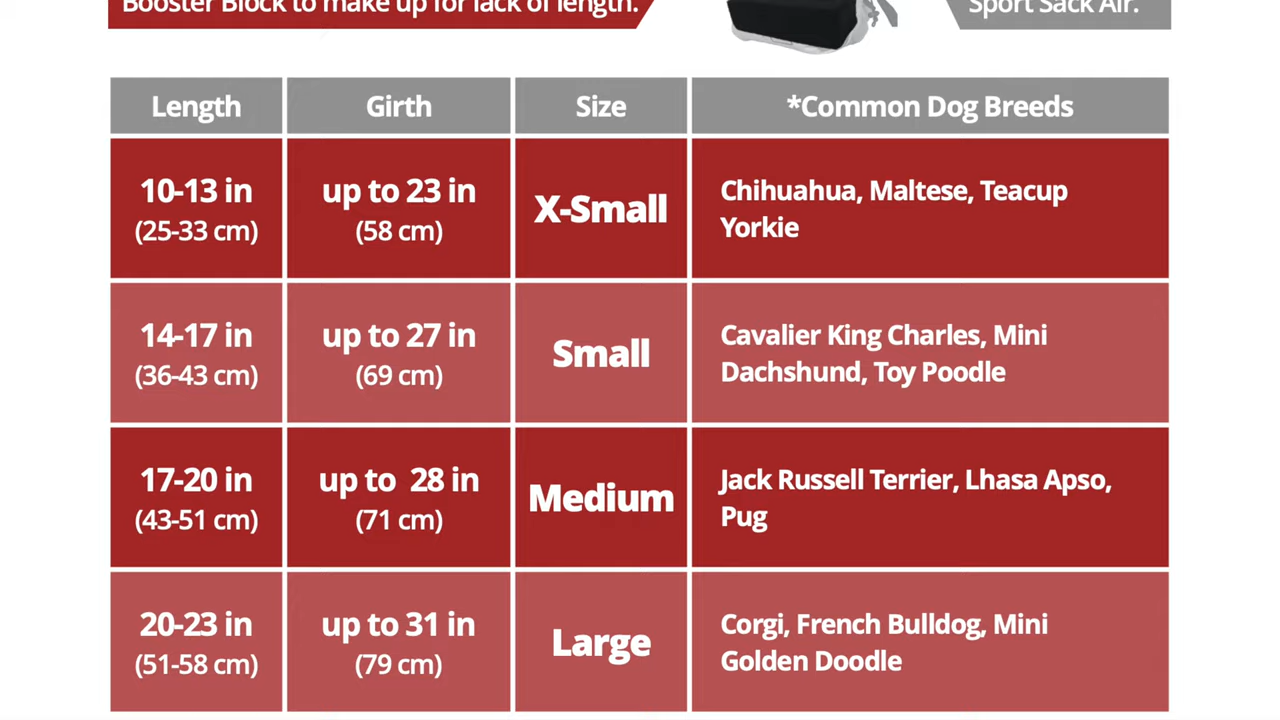 Booster Block to make up for lack of length.
Sport Sack Air.
Length Girth Size *Common Dog Breeds
10-13 in up to 23 in X-Small Chihuahua, Maltese, Teacup
(25-33 cm) (58 cm) Yorkie
14-17 in up to 27 in Small Cavalier King Charles, Mini
(36-43 cm) (69 cm) Dachshund, Toy Poodle
17-20 in up to  28 in Medium Jack Russell Terrier, Lhasa Apso,
(43-51 cm) (71 cm) Pug
20-23 in up to 31 in Large Corgi, French Bulldog, Mini
(51-58 cm) (79 cm) Golden Doodle